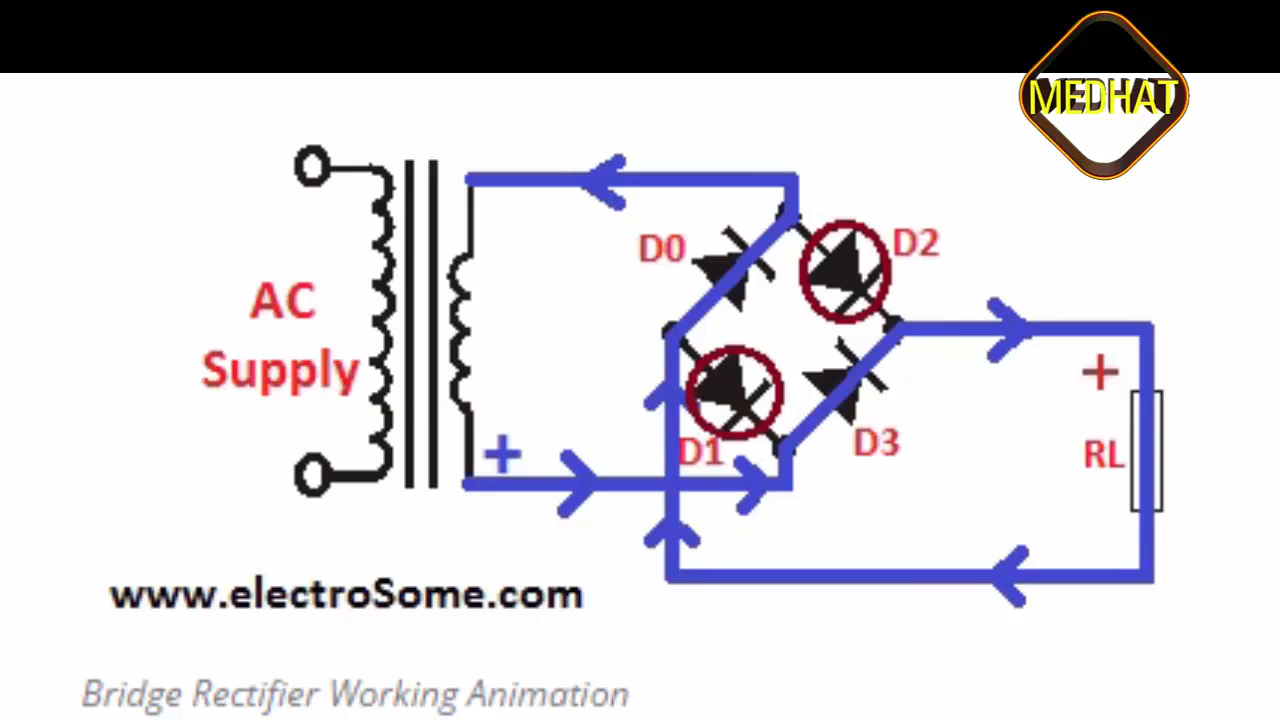 MEDHAT
D0
D2
AC
Supply
+
+
D1
D3
RL
www.electroSome.com
Bridge Rectifier Working Animation